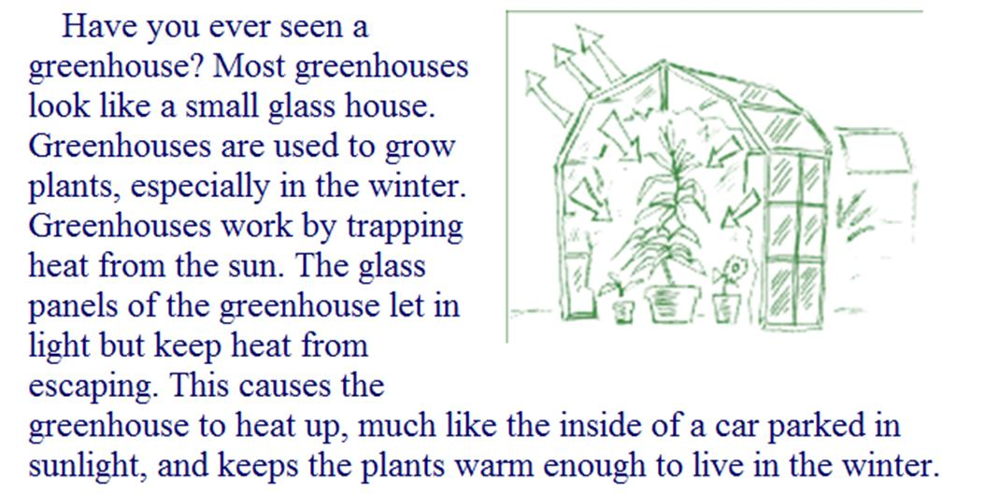 Have you ever seen a
greenhouse? Most greenhouses
look like a small glass house.
Greenhouses are used to grow
plants, especially in the winter.
Greenhouses work by trapping
heat from the sun. The glass
panels of the greenhouse let in
light but keep heat from
escaping. This causes the
greenhouse to heat up, much like the inside of a car parked in
sunlight, and keeps the plants warm enough to live in the winter.